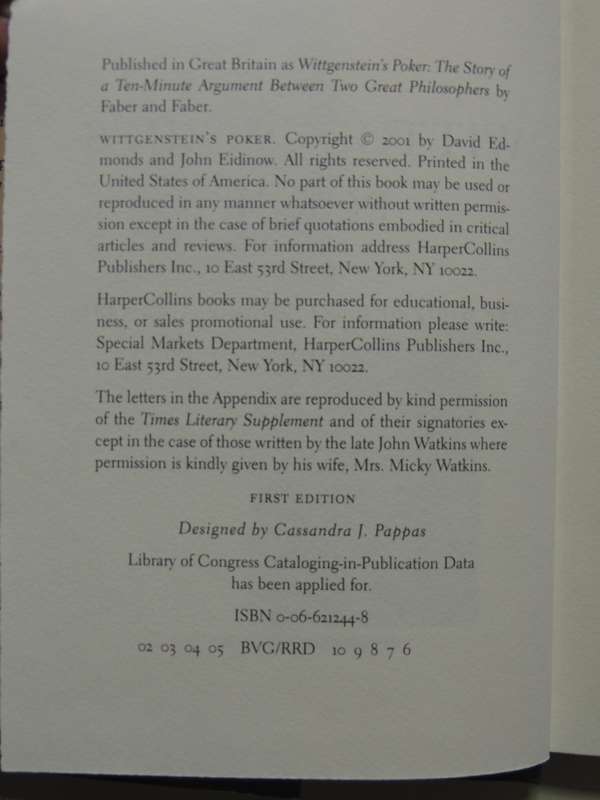 Published in Great Britain as Wittgenstein's Poker: The Story of
a Ten-Minute Argument Between Two Great Philosophers by
Faber and Faber.
WITTGENSTEIN'S POKER. Copyright © 2001 by David Ed-
monds and John Eidinow. All rights reserved. Printed in the
United States of America. No part of this book may be used or
reproduced in any manner whatsoever without written permis-
sion except in the case of brief quotations embodied in critical
articles and reviews. For information address HarperCollins
Publishers Inc., 10 East 53rd Street, New York, NY 10022.
HarperCollins books may be purchased for educational, busi-
ness, or sales promotional use. For information please write:
Special Markets Department, HarperCollins Publishers Inc.,
10 East 53rd Street, New York, NY 10022.
The letters in the Appendix are reproduced by kind permission
of the Times Literary Supplement and of their signatories ex-
cept in the case of those written by the late John Watkins where
permission is kindly given by his wife, Mrs. Micky Watkins.
FIRST EDITION
Designed by Cassandra J. Pappas
Library of Congress Cataloging-in-Publication Data
has been applied for.
ISBN 0-06-621244-8
02 03 04 05 BVG/RRD 10 9 8 7 6